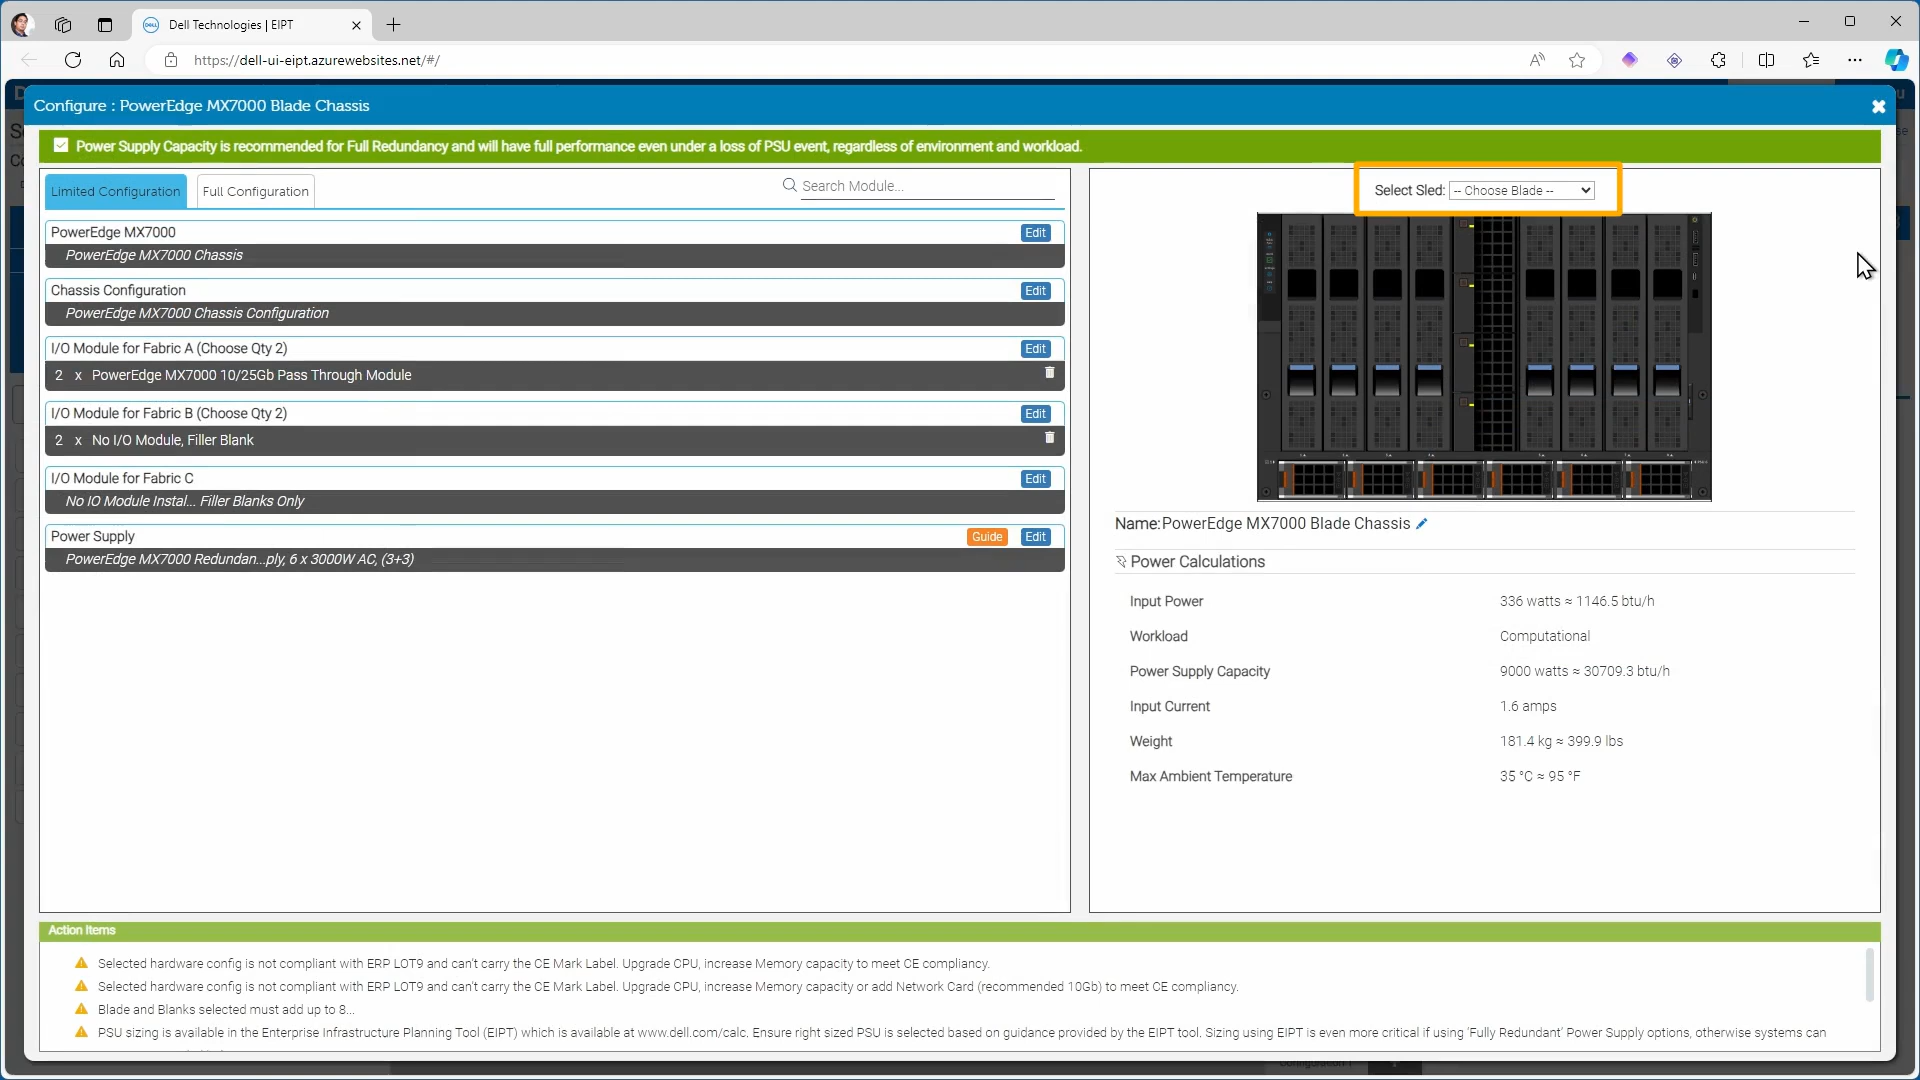 Dell Technologies | EIPT
https://dell-ui-eipt.azurewebsites.net/#/
Configure : PowerEdge MX7000 Blade Chassis
Power Supply Capacity is recommended for Full Redundancy and will have full performance even under a loss of PSU event, regardless of environment and workload.
Limited Configuration
Full Configuration
Search Module...
PowerEdge MX7000
Edit
PowerEdge MX7000 Chassis
Chassis Configuration
Edit
PowerEdge MX7000 Chassis Configuration
I/O Module for Fabric A (Choose Qty 2)
Edit
2 x PowerEdge MX7000 10/25Gb Pass Through Module
I/O Module for Fabric B (Choose Qty 2)
Edit
2 x No I/O Module, Filler Blank
I/O Module for Fabric C
Edit
No IO Module Instal... Filler Blanks Only
Power Supply
Guide
Edit
PowerEdge MX7000 Redundan...ply, 6 x 3000W AC, (3+3)
Select Sled: -- Choose Blade --
Name:PowerEdge MX7000 Blade Chassis
Power Calculations
Input Power 336 watts ≈ 1146.5 btu/h
Workload Computational
Power Supply Capacity 9000 watts ≈ 30709.3 btu/h
Input Current 1.6 amps
Weight 181.4 kg ≈ 399.9 lbs
Max Ambient Temperature 35 °C ≈ 95 °F
Action Items
Selected hardware config is not compliant with ERP LOT9 and can't carry the CE Mark Label. Upgrade CPU, increase Memory capacity to meet CE compliancy.
Selected hardware config is not compliant with ERP LOT9 and can't carry the CE Mark Label. Upgrade CPU, increase Memory capacity or add Network Card (recommended 10Gb) to meet CE compliancy.
Blade and Blanks selected must add up to 8...
PSU sizing is available in the Enterprise Infrastructure Planning Tool (EIPT) which is available at www.dell.com/calc. Ensure right sized PSU is selected based on guidance provided by the EIPT tool. Sizing using EIPT is even more critical if using 'Fully Redundant' Power Supply options, otherwise systems can